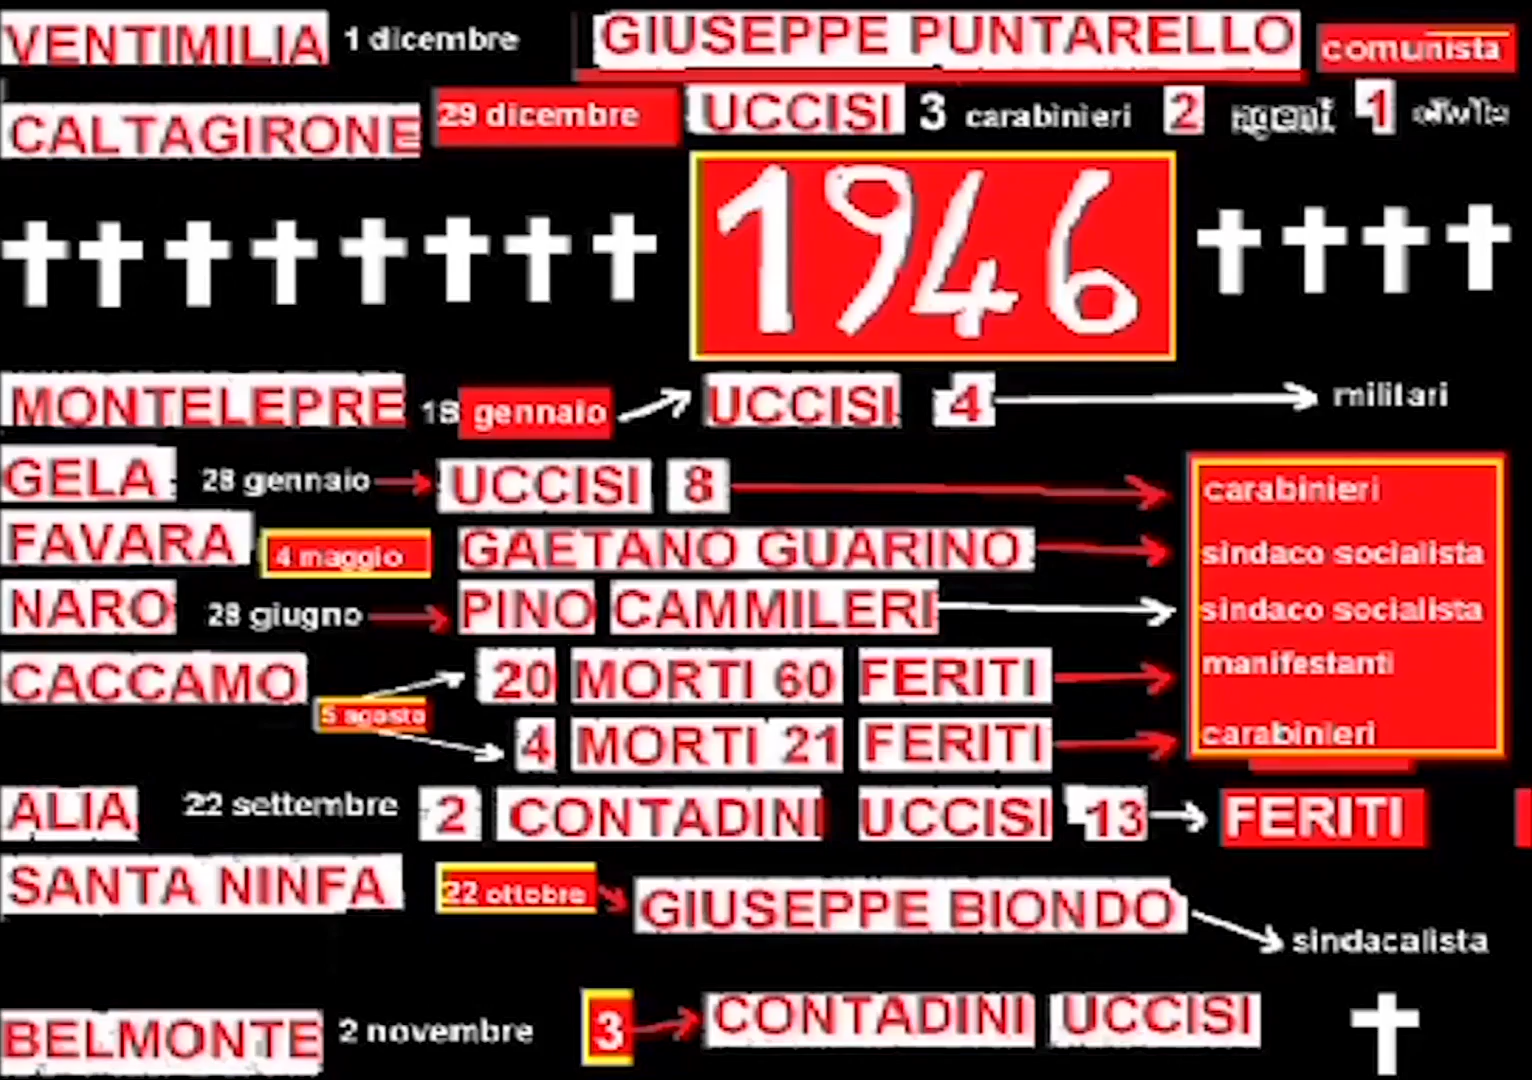 VENTIMILIA 1 dicembre GIUSEPPE PUNTARELLO comunista
CALTAGIRONE 29 dicembre UCCISI 3 carabinieri 2 agenti 1
1946
MONTELEPRE 18 gennaio UCCISI 4 militari
GELA 28 gennaio UCCISI 8 carabinieri
FAVARA 4 maggio GAETANO GUARINO sindaco socialista
NARO 28 giugno PINO CAMMILERI sindaco socialista
CACCAMO 5 agosto 20 MORTI 60 FERITI manifestanti
4 MORTI 21 FERITI carabinieri
ALIA 22 settembre 2 CONTADINI UCCISI 13 FERITI
SANTA NINFA 22 ottobre GIUSEPPE BIONDO sindacalista
BELMONTE 2 novembre 3 CONTADINI UCCISI